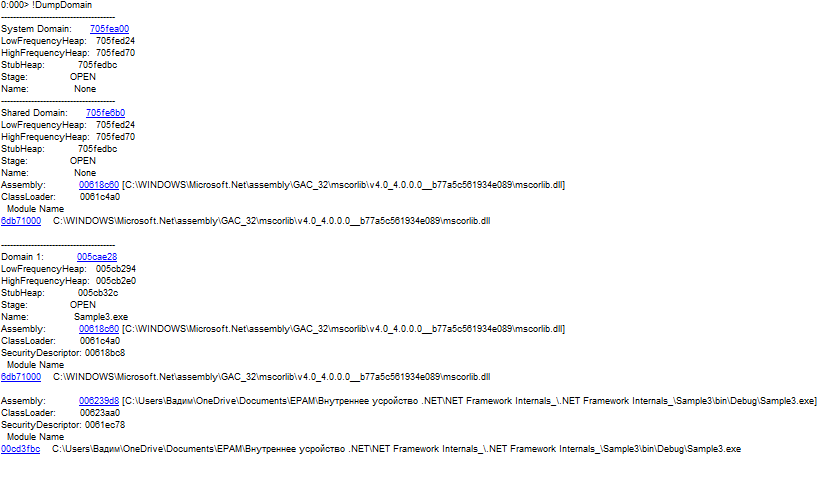 0:000> !DumpDomain
--------------------------------------
System Domain: 705fea00
LowFrequencyHeap: 705fed24
HighFrequencyHeap: 705fed70
StubHeap: 705fedbc
Stage: OPEN
Name: None
--------------------------------------
Shared Domain: 705fe6b0
LowFrequencyHeap: 705fed24
HighFrequencyHeap: 705fed70
StubHeap: 705fedbc
Stage: OPEN
Name: None
Assembly: 00618c60 [C:\WINDOWS\Microsoft.Net\assembly\GAC_32\mscorlib\v4.0_4.0.0.0__b77a5c561934e089\mscorlib.dll]
ClassLoader: 0061c4a0
Module Name
6db71000 C:\WINDOWS\Microsoft.Net\assembly\GAC_32\mscorlib\v4.0_4.0.0.0__b77a5c561934e089\mscorlib.dll
--------------------------------------
Domain 1: 005cae28
LowFrequencyHeap: 005cb294
HighFrequencyHeap: 005cb2e0
StubHeap: 005cb32c
Stage: OPEN
Name: Sample3.exe
Assembly: 00618c60 [C:\WINDOWS\Microsoft.Net\assembly\GAC_32\mscorlib\v4.0_4.0.0.0__b77a5c561934e089\mscorlib.dll]
ClassLoader: 0061c4a0
SecurityDescriptor: 00618bc8
Module Name
6db71000 C:\WINDOWS\Microsoft.Net\assembly\GAC_32\mscorlib\v4.0_4.0.0.0__b77a5c561934e089\mscorlib.dll
Assembly: 006239d8 [C:\Users\Вадим\OneDrive\Documents\EPAM\Внутреннее усройство .NET\NET Framework Internals_\.NET Framework Internals_\Sample3\bin\Debug\Sample3.exe]
ClassLoader: 00623aa0
SecurityDescriptor: 0061ec78
Module Name
00cd3fbc C:\Users\Вадим\OneDrive\Documents\EPAM\Внутреннее усройство .NET\NET Framework Internals_\.NET Framework Internals_\Sample3\bin\Debug\Sample3.exe